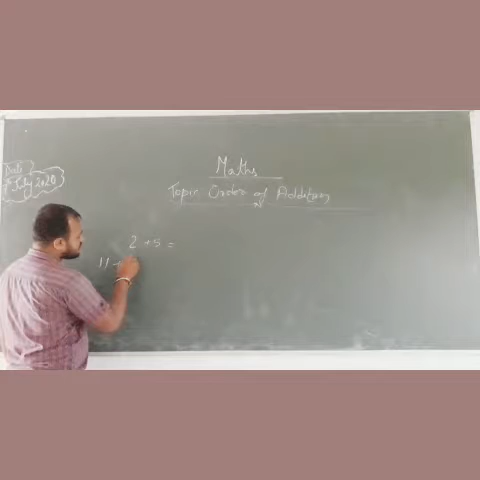 Maths
Topic Order of Addition
Date
July 2020
2 + 5 =
11 +